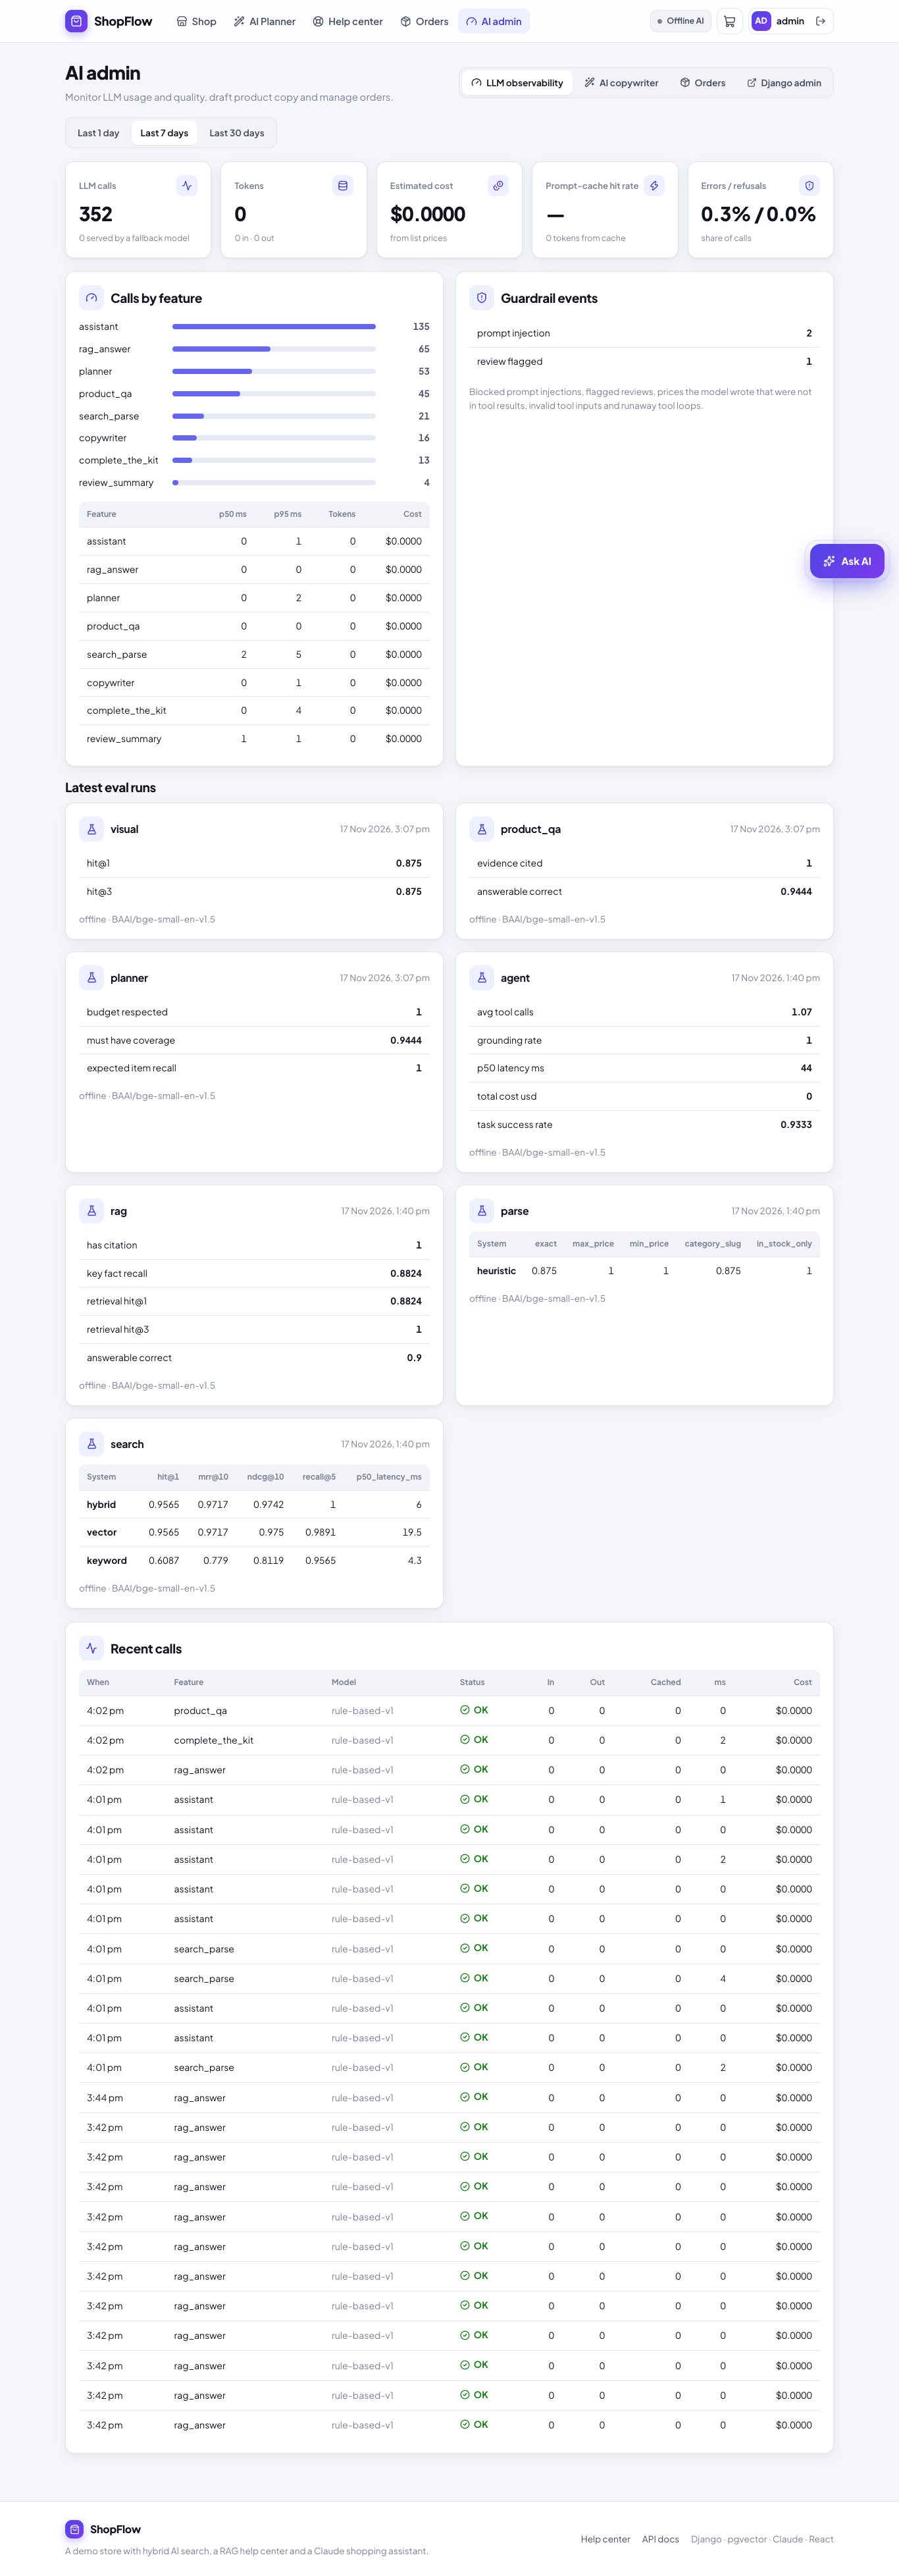 ShopFlow Shop AI Planner Help center Orders AI admin Offline AI AD admin
AI admin
Monitor LLM usage and quality, draft product copy and manage orders.
LLM observability AI copywriter Orders Django admin
Last 1 day Last 7 days Last 30 days
LLM calls
352
0 served by a fallback model
Tokens
0
0 in · 0 out
Estimated cost
$0.0000
from list prices
Prompt-cache hit rate
—
0 tokens from cache
Errors / refusals
0.3% / 0.0%
share of calls
Calls by feature
assistant 135
rag_answer 65
planner 53
product_qa 45
search_parse 21
copywriter 16
complete_the_kit 13
review_summary 4
Feature p50 ms p95 ms Tokens Cost
assistant 0 1 0 $0.0000
rag_answer 0 0 0 $0.0000
planner 0 2 0 $0.0000
product_qa 0 0 0 $0.0000
search_parse 2 5 0 $0.0000
copywriter 0 1 0 $0.0000
complete_the_kit 0 4 0 $0.0000
review_summary 1 1 0 $0.0000
Guardrail events
prompt injection 2
review flagged 1
Blocked prompt injections, flagged reviews, prices the model wrote that were not
in tool results, invalid tool inputs and runaway tool loops.
Ask AI
Latest eval runs
visual 17 Nov 2026, 3:07 pm
hit@1 0.875
hit@3 0.875
offline · BAAI/bge-small-en-v1.5
product_qa 17 Nov 2026, 3:07 pm
evidence cited 1
answerable correct 0.9444
offline · BAAI/bge-small-en-v1.5
planner 17 Nov 2026, 3:07 pm
budget respected 1
must have coverage 0.9444
expected item recall 1
offline · BAAI/bge-small-en-v1.5
agent 17 Nov 2026, 1:40 pm
avg tool calls 1.07
grounding rate 1
p50 latency ms 44
total cost usd 0
task success rate 0.9333
offline · BAAI/bge-small-en-v1.5
rag 17 Nov 2026, 1:40 pm
has citation 1
key fact recall 0.8824
retrieval hit@1 0.8824
retrieval hit@3 1
answerable correct 0.9
offline · BAAI/bge-small-en-v1.5
parse 17 Nov 2026, 1:40 pm
System exact max_price min_price category_slug in_stock_only
heuristic 0.875 1 1 0.875 1
offline · BAAI/bge-small-en-v1.5
search 17 Nov 2026, 1:40 pm
System hit@1 mrr@10 ndcg@10 recall@5 p50_latency_ms
hybrid 0.9565 0.9717 0.9742 1 6
vector 0.9565 0.9717 0.975 0.9891 19.5
keyword 0.6087 0.779 0.8119 0.9565 4.3
offline · BAAI/bge-small-en-v1.5
Recent calls
When Feature Model Status In Out Cached ms Cost
4:02 pm product_qa rule-based-v1 OK 0 0 0 0 $0.0000
4:02 pm complete_the_kit rule-based-v1 OK 0 0 0 2 $0.0000
4:02 pm rag_answer rule-based-v1 OK 0 0 0 0 $0.0000
4:01 pm assistant rule-based-v1 OK 0 0 0 1 $0.0000
4:01 pm assistant rule-based-v1 OK 0 0 0 0 $0.0000
4:01 pm assistant rule-based-v1 OK 0 0 0 2 $0.0000
4:01 pm assistant rule-based-v1 OK 0 0 0 0 $0.0000
4:01 pm assistant rule-based-v1 OK 0 0 0 0 $0.0000
4:01 pm search_parse rule-based-v1 OK 0 0 0 0 $0.0000
4:01 pm search_parse rule-based-v1 OK 0 0 0 4 $0.0000
4:01 pm assistant rule-based-v1 OK 0 0 0 0 $0.0000
4:01 pm assistant rule-based-v1 OK 0 0 0 0 $0.0000
4:01 pm search_parse rule-based-v1 OK 0 0 0 2 $0.0000
3:44 pm rag_answer rule-based-v1 OK 0 0 0 0 $0.0000
3:42 pm rag_answer rule-based-v1 OK 0 0 0 0 $0.0000
3:42 pm rag_answer rule-based-v1 OK 0 0 0 0 $0.0000
3:42 pm rag_answer rule-based-v1 OK 0 0 0 0 $0.0000
3:42 pm rag_answer rule-based-v1 OK 0 0 0 0 $0.0000
3:42 pm rag_answer rule-based-v1 OK 0 0 0 0 $0.0000
3:42 pm rag_answer rule-based-v1 OK 0 0 0 0 $0.0000
3:42 pm rag_answer rule-based-v1 OK 0 0 0 0 $0.0000
3:42 pm rag_answer rule-based-v1 OK 0 0 0 0 $0.0000
3:42 pm rag_answer rule-based-v1 OK 0 0 0 0 $0.0000
3:42 pm rag_answer rule-based-v1 OK 0 0 0 0 $0.0000
3:42 pm rag_answer rule-based-v1 OK 0 0 0 0 $0.0000
ShopFlow
A demo store with hybrid AI search, a RAG help center and a Claude shopping assistant.
Help center API docs Django · pgvector · Claude · React